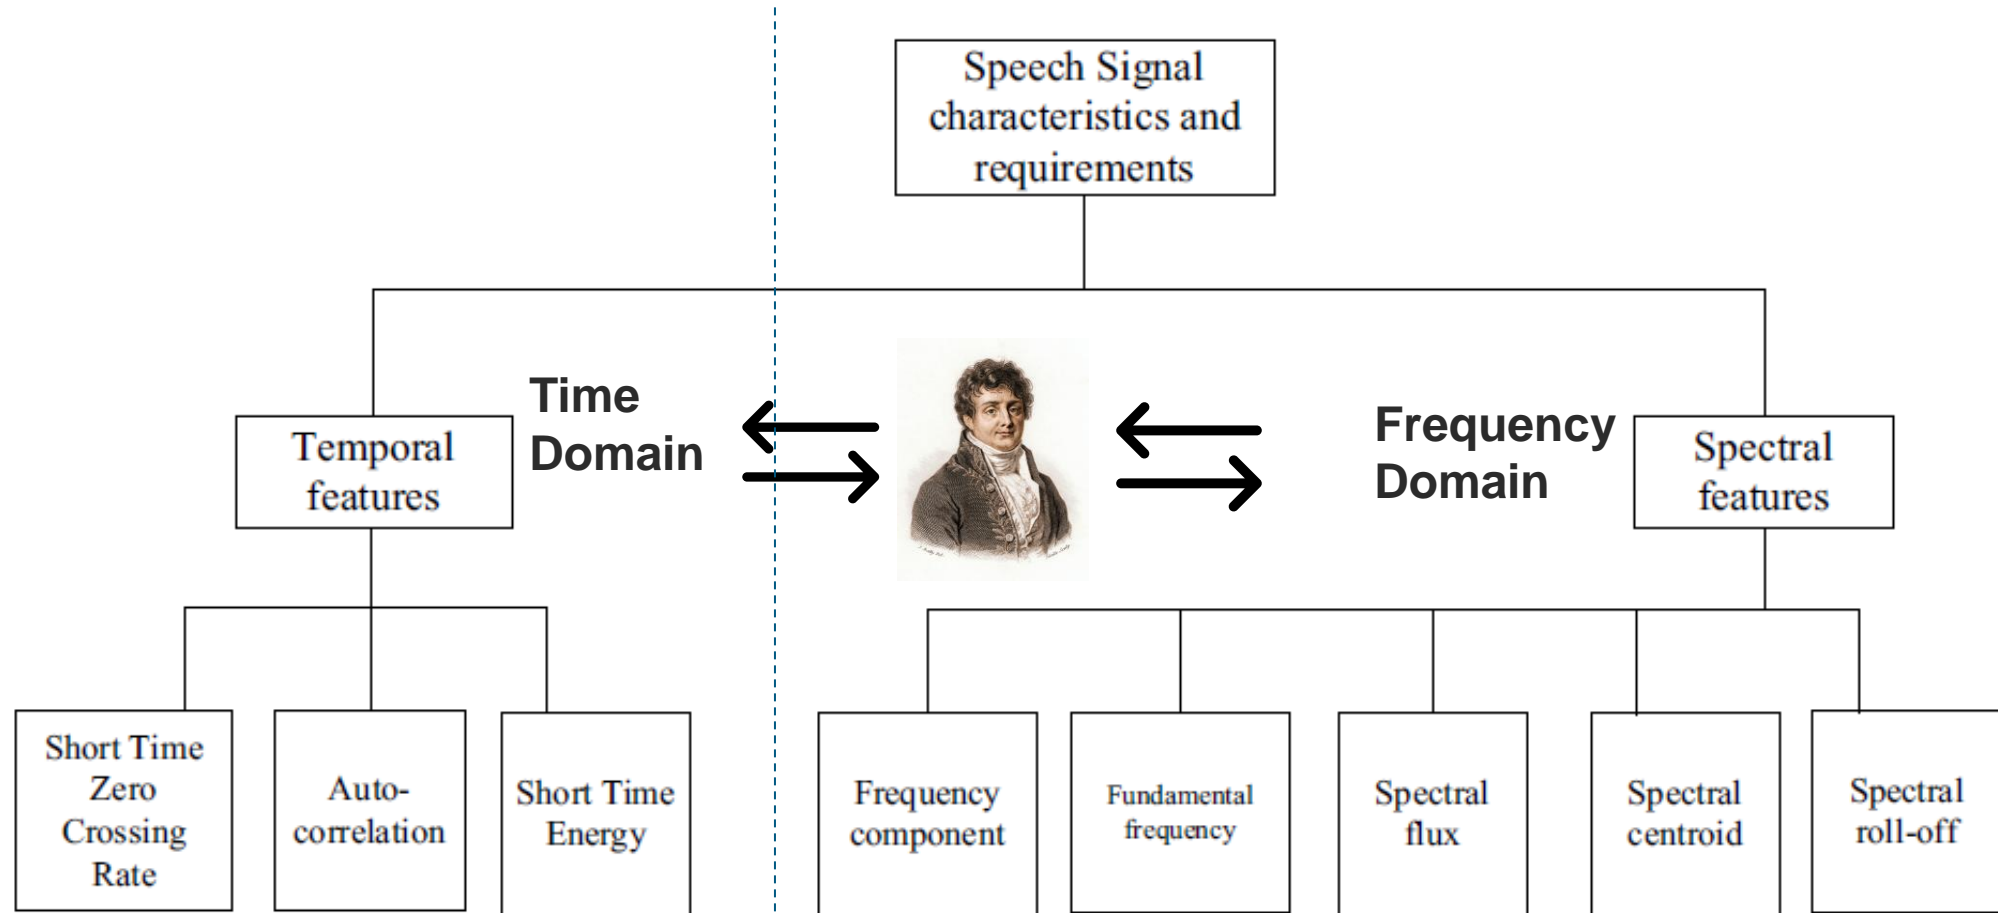 Speech Signal
characteristics and
requirements
Time
Domain
Frequency
Domain
Temporal
features
Spectral
features
Short Time
Zero
Crossing
Rate
Auto-
correlation
Short Time
Energy
Frequency
component
Fundamental
frequency
Spectral
flux
Spectral
centroid
Spectral
roll-off